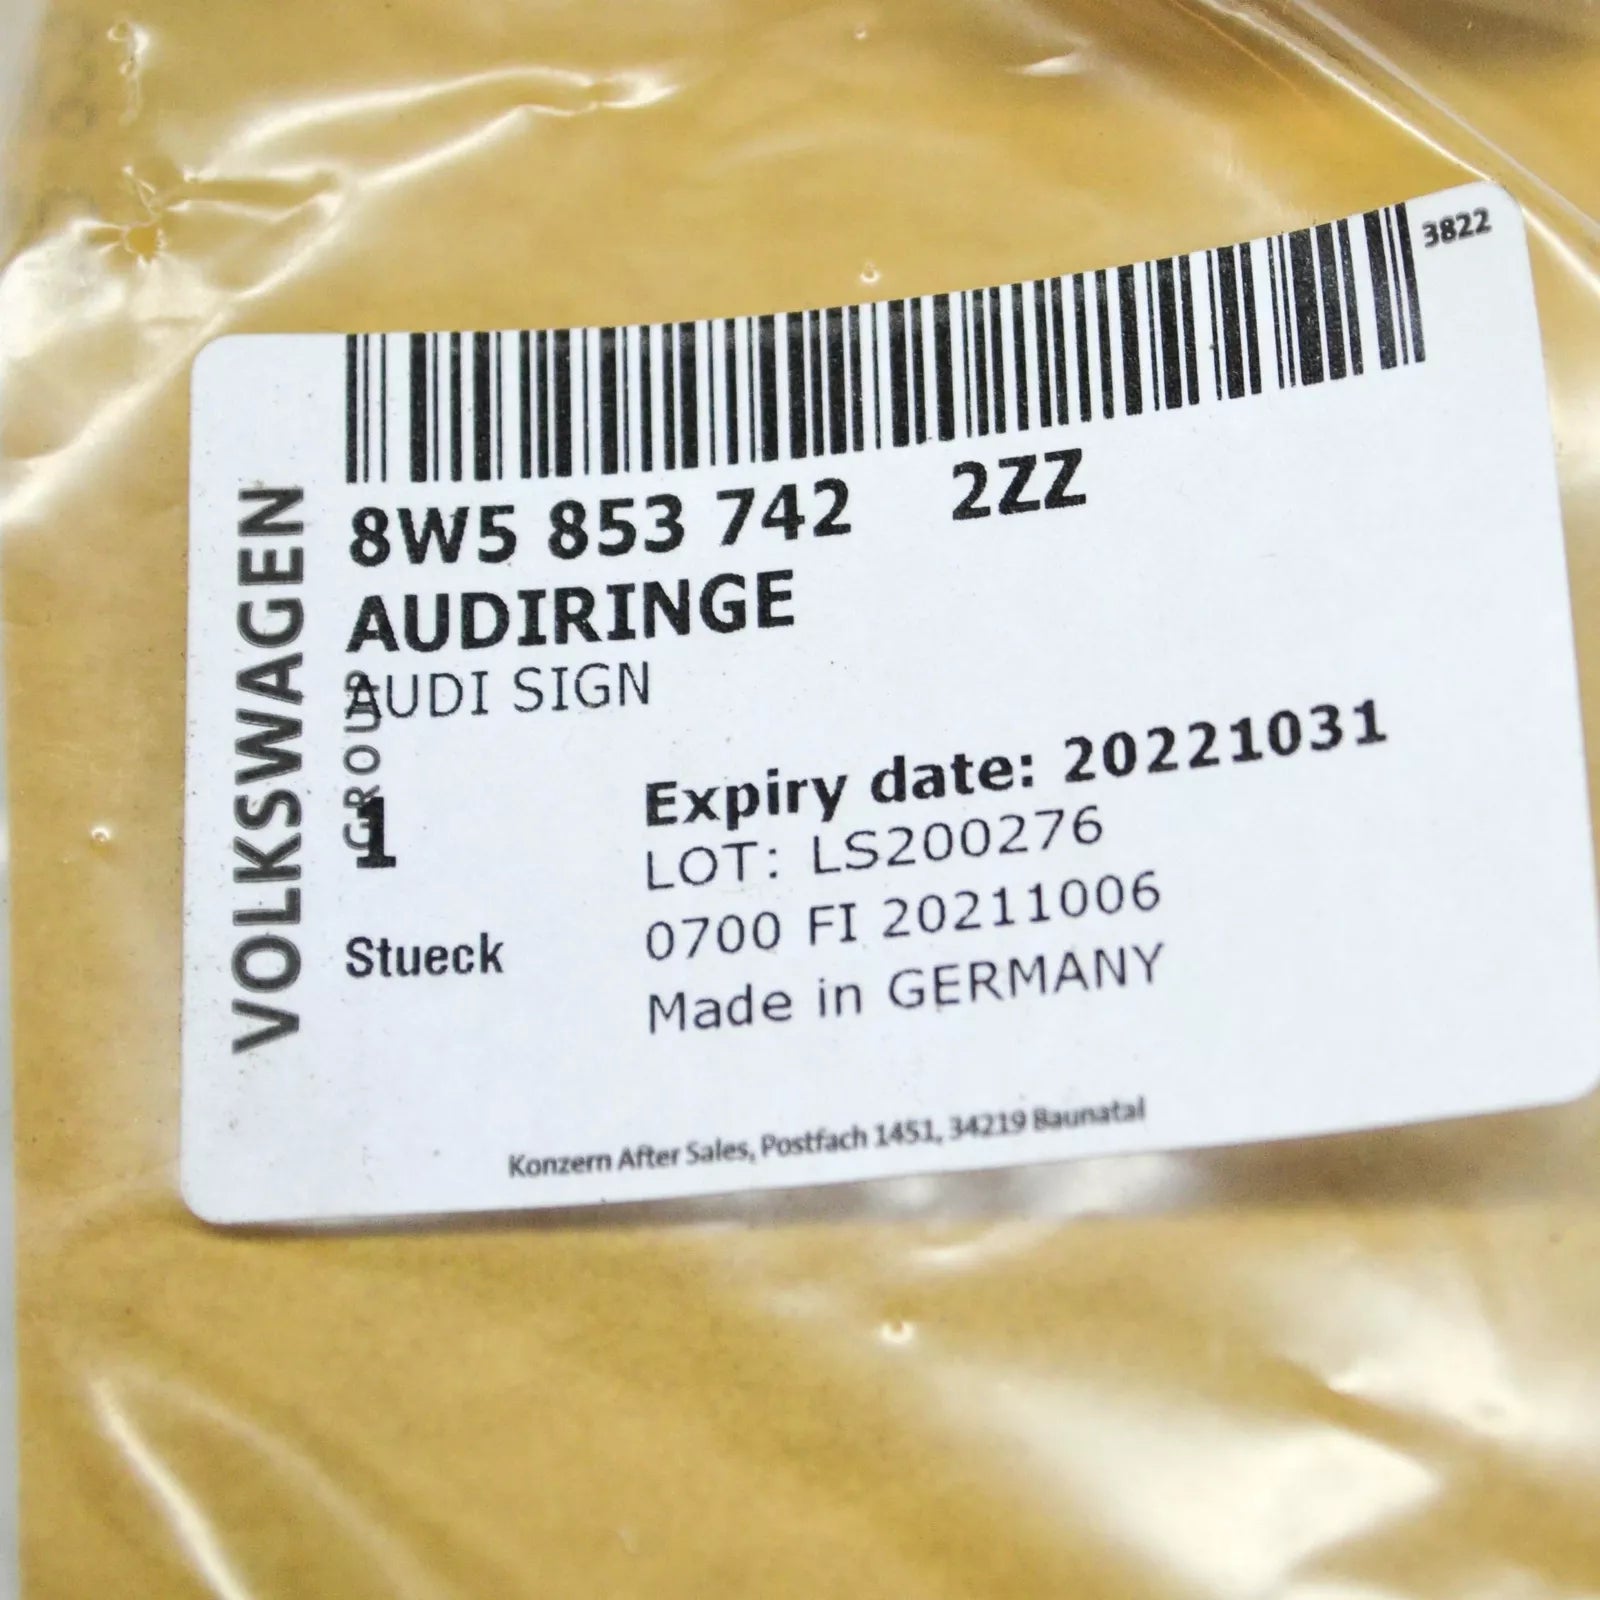 3822
8W5 853 742 2ZZ
AUDIRINGE
AUDI SIGN
VOLKSWAGEN
GROUP
1
Stueck
Expiry date: 20221031
LOT: LS200276
0700 FI 20211006
Made in GERMANY
Konzern After Sales, Postfach 1451, 34219 Baunatal